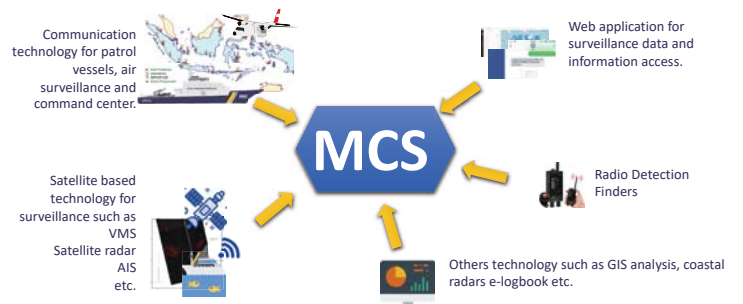 Communication
technology for patrol
vessels, air
surveillance and
command center.
Web application for
surveillance data and
information access.
MCS
Satellite based
technology for
surveillance such as
VMS
Satellite radar
AIS
etc.
Radio Detection
Finders
Others technology such as GIS analysis, coastal
radars e-logbook etc.